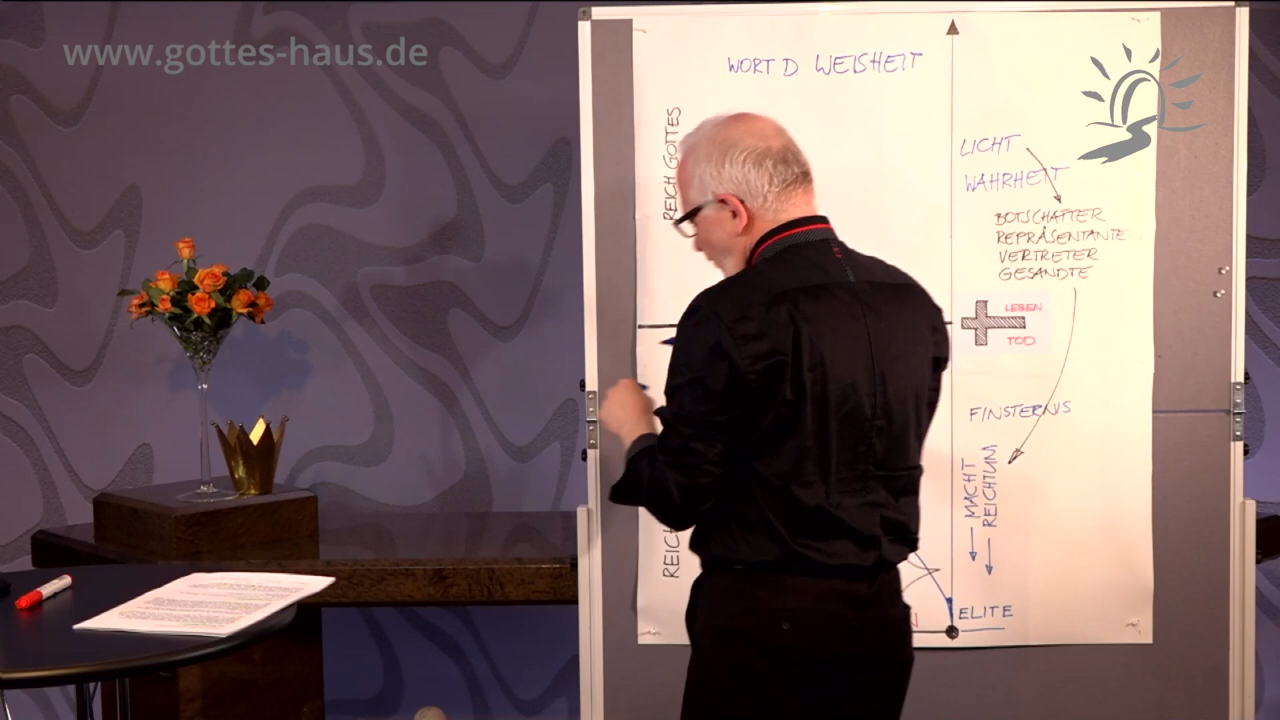 www.gottes-haus.de
WORT D WEISHEIT
REICH GOTTES
LICHT
WAHRHEIT
BOTSCHAFTER
REPRÄSENTANTE
VERTRETER
GESANDTE
LEBEN
TOD
FINSTERNIS
MACHT
REICHTUM
REICH
ELITE